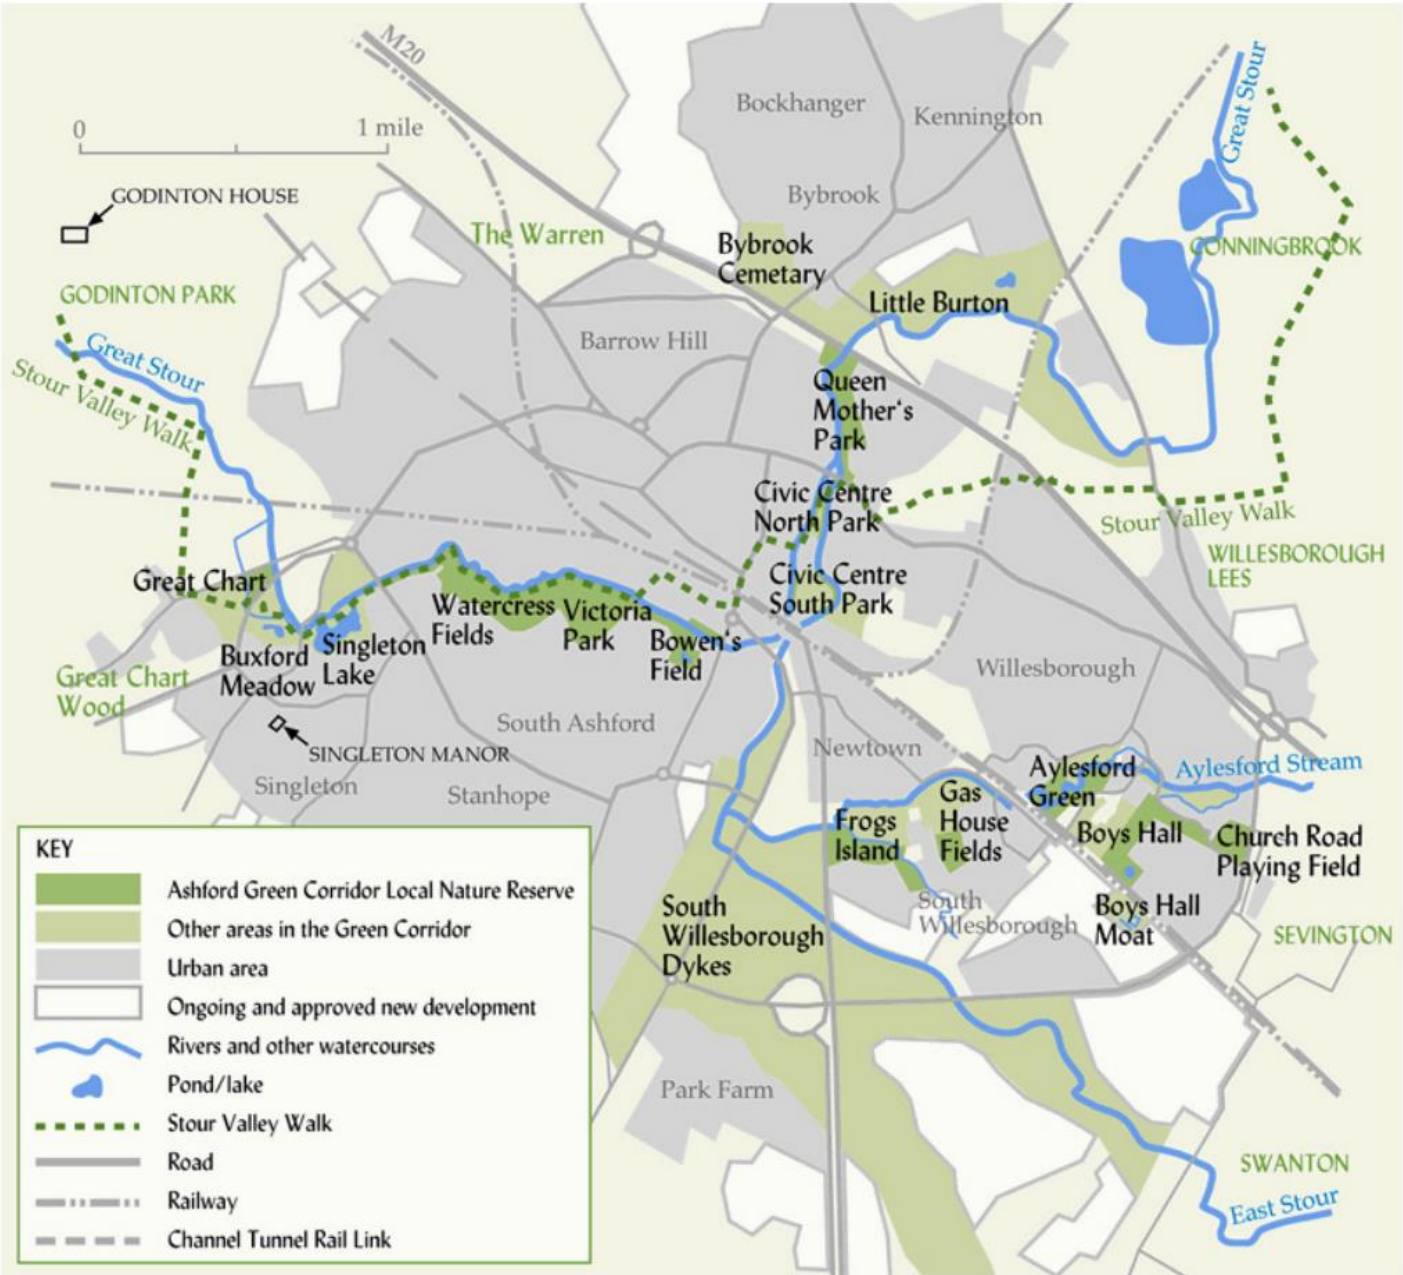 M20
0
1 mile
GODINTON HOUSE
GODINTON PARK
Great Stour
Stour Valley Walk
The Warren
Bockhanger
Kennington
Bybrook
Bybrook
Cemetary
Little Burton
Great Stour
CONNINGBROOK
Barrow Hill
Queen
Mother's
Park
Civic Centre
North Park
Stour Valley Walk
WILLESBOROUGH
LEES
Civic Centre
South Park
Great Chart
Watercress
Fields
Victoria
Park
Bowen's
Field
Buxford
Meadow
Singleton
Lake
Great Chart
Wood
SINGLETON MANOR
South Ashford
Singleton
Stanhope
Willesborough
Newtown
Aylesford
Green
Aylesford Stream
Gas
House
Fields
Frogs
Island
Boys Hall
Church Road
Playing Field
South
Willesborough
Boys Hall
Moat
SEVINGTON
South
Willesborough
Dykes
Park Farm
SWANTON
East Stour
KEY
Ashford Green Corridor Local Nature Reserve
Other areas in the Green Corridor
Urban area
Ongoing and approved new development
Rivers and other watercourses
Pond/lake
Stour Valley Walk
Road
Railway
Channel Tunnel Rail Link